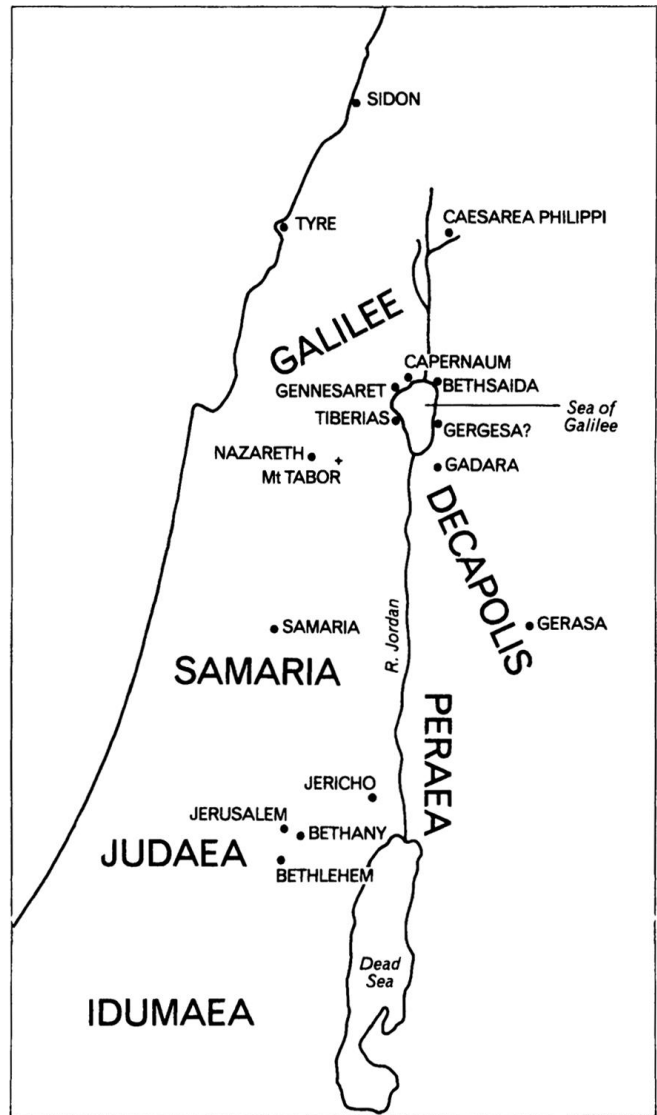 SIDON
TYRE
CAESAREA PHILIPPI
GALILEE
CAPERNAUM
GENNESARET
BETHSAIDA
TIBERIAS
Sea of
Galilee
GERGESA?
NAZARETH
Mt TABOR
GADARA
DECAPOLIS
R. Jordan
SAMARIA
GERASA
SAMARIA
PERAEA
JERICHO
JERUSALEM
BETHANY
JUDAEA
BETHLEHEM
Dead
Sea
IDUMAEA